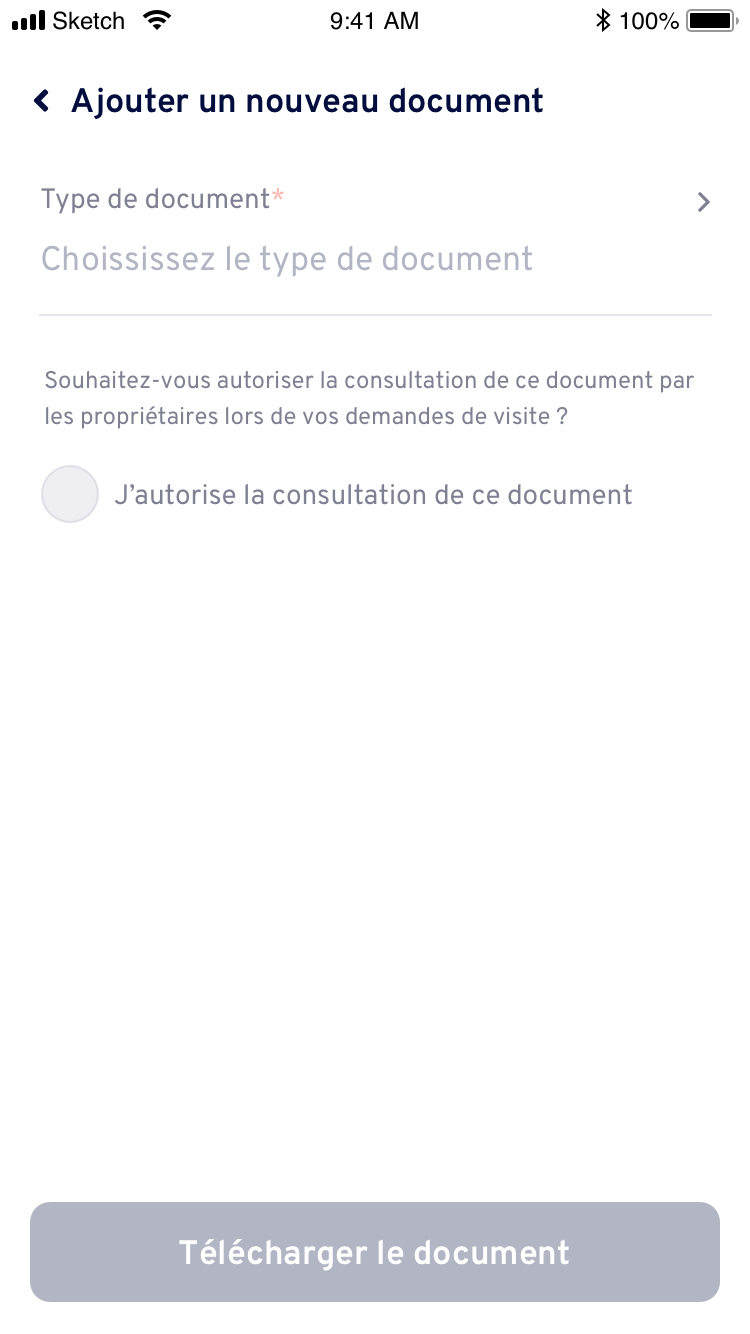 Sketch 9:41 AM 100%
Ajouter un nouveau document
Type de document*
Choississez le type de document
Souhaitez-vous autoriser la consultation de ce document par
les propriétaires lors de vos demandes de visite ?
J’autorise la consultation de ce document
Télécharger le document